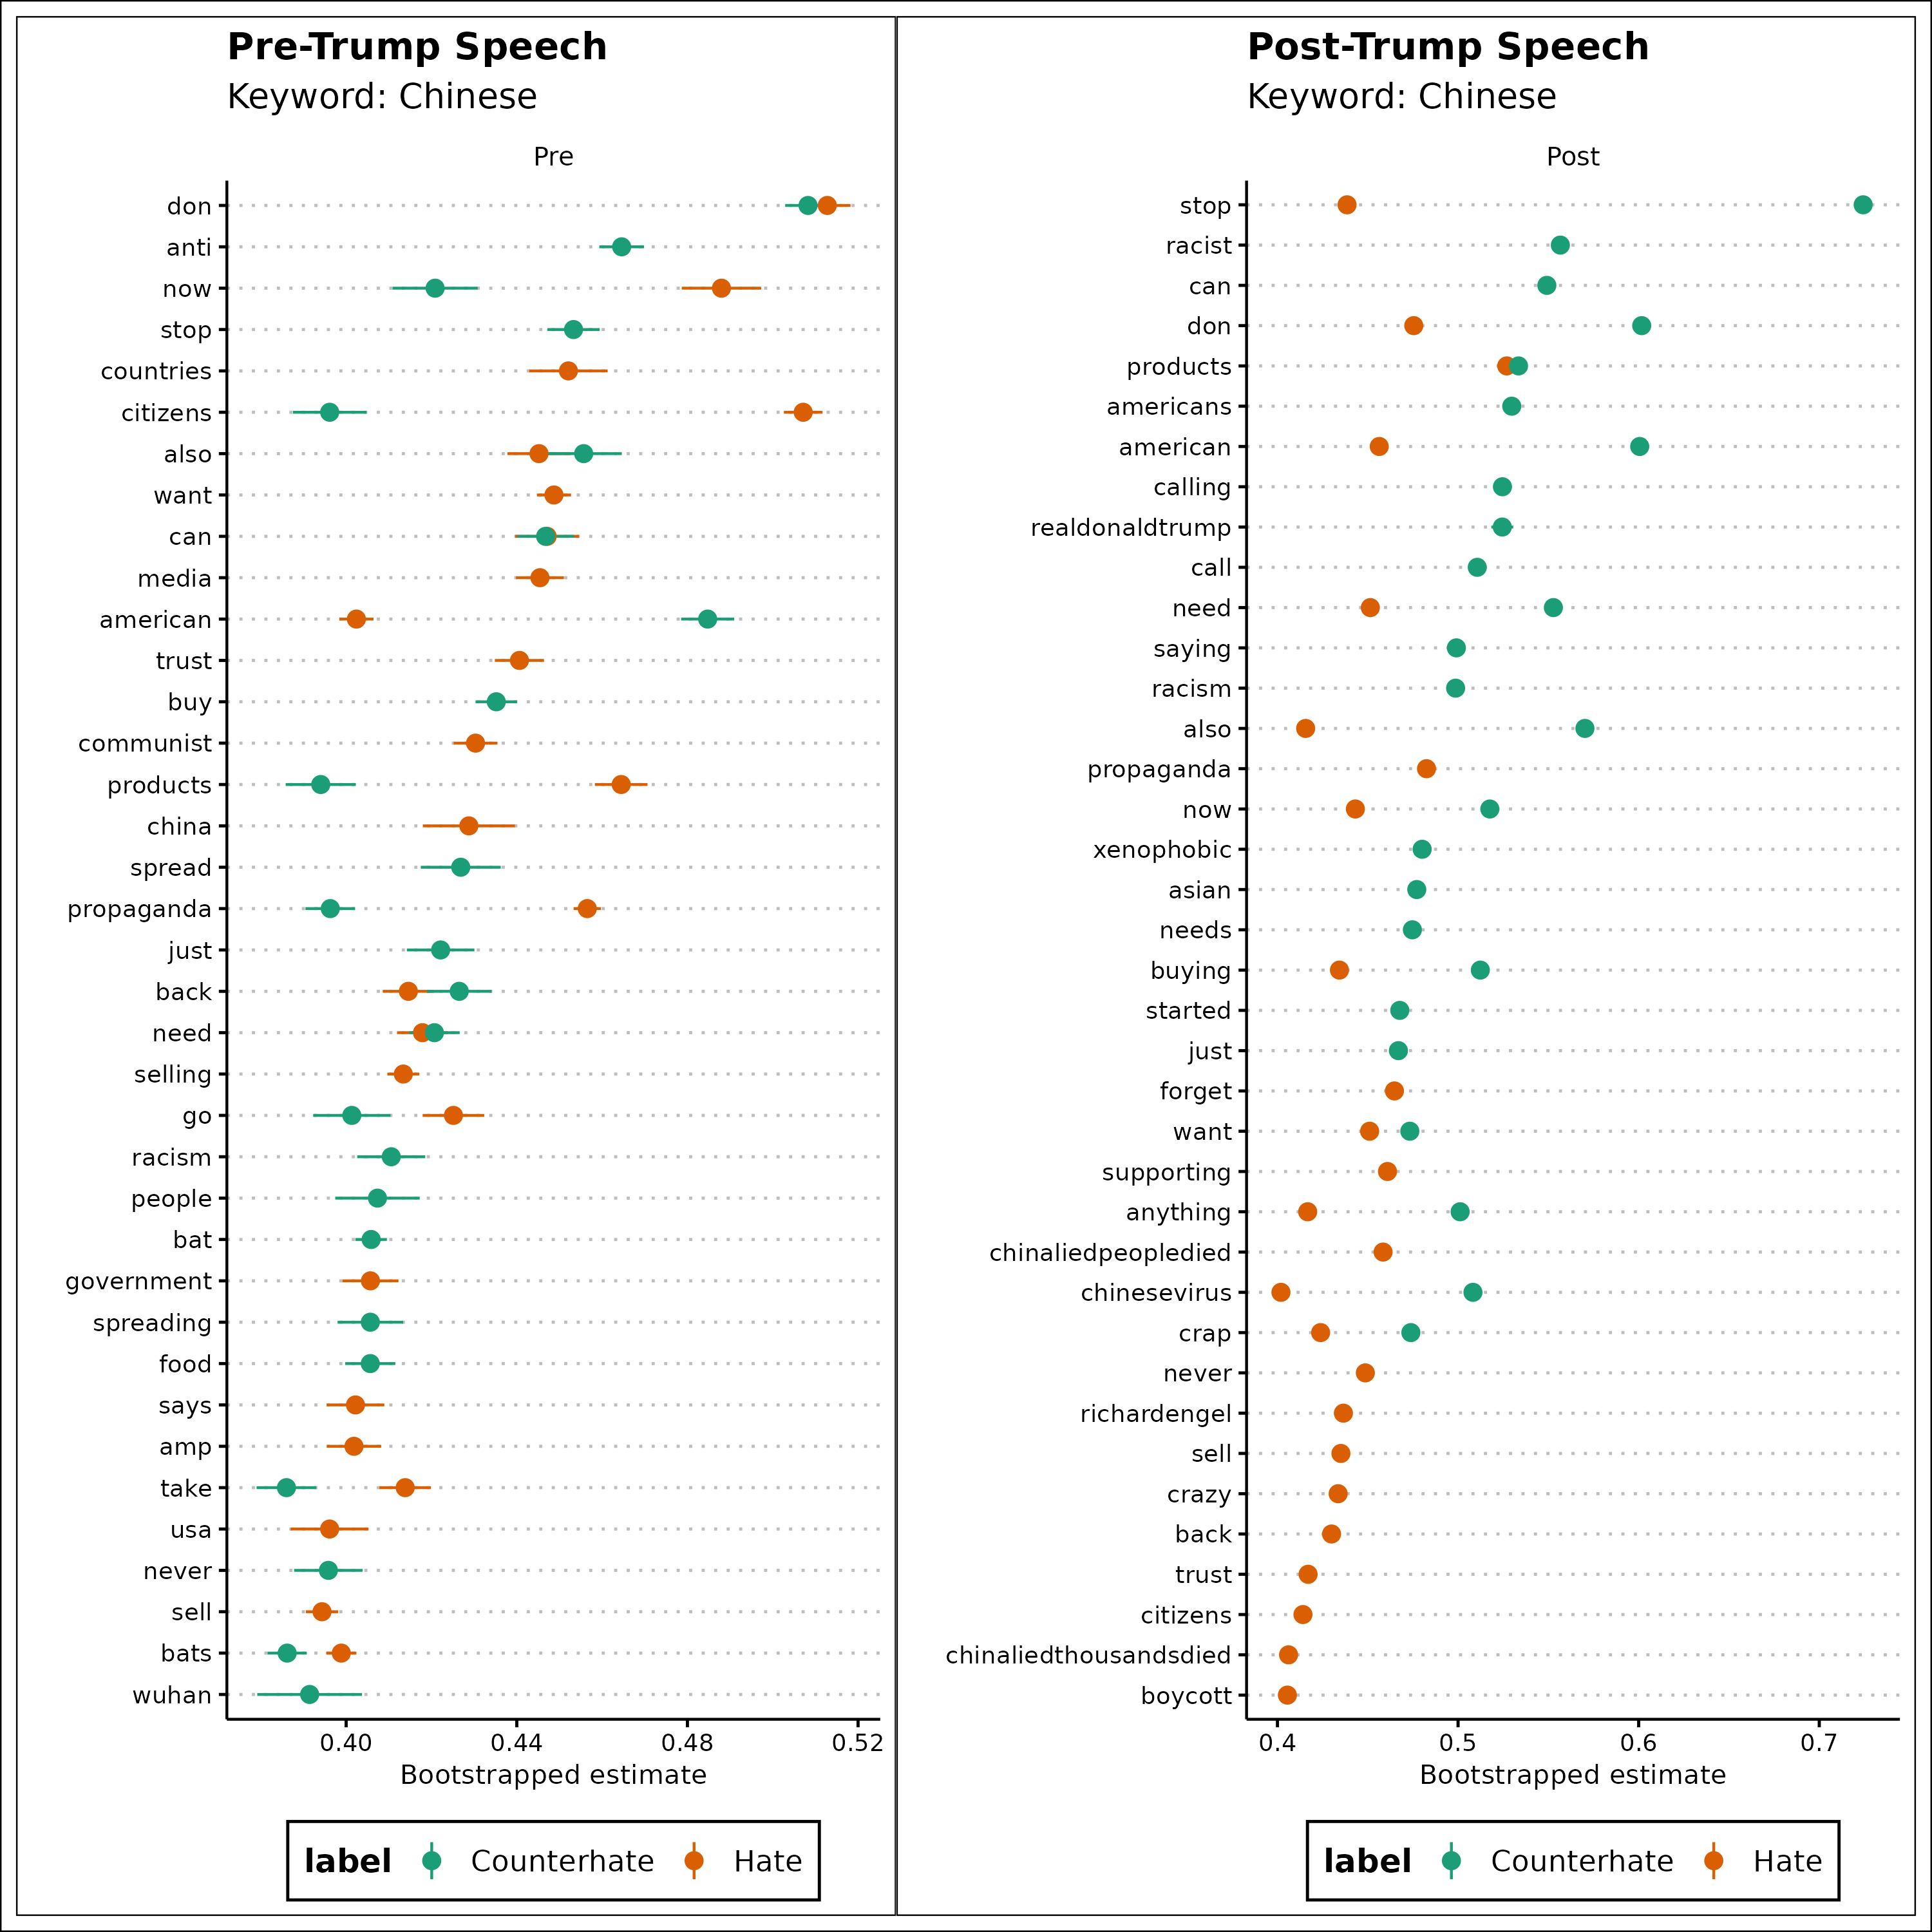 Pre-Trump Speech
Keyword: Chinese
Pre
don
anti
now
stop
countries
citizens
also
want
can
media
american
trust
buy
communist
products
china
spread
propaganda
just
back
need
selling
go
racism
people
bat
government
spreading
food
says
amp
take
usa
never
sell
bats
wuhan
0.40 0.44 0.48 0.52
Bootstrapped estimate
label Counterhate Hate
Post-Trump Speech
Keyword: Chinese
Post
stop
racist
can
don
products
americans
american
calling
realdonaldtrump
call
need
saying
racism
also
propaganda
now
xenophobic
asian
needs
buying
started
just
forget
want
supporting
anything
chinaliedpeopledied
chinesevirus
crap
never
richardengel
sell
crazy
back
trust
citizens
chinaliedthousandsdied
boycott
0.4 0.5 0.6 0.7
Bootstrapped estimate
label Counterhate Hate